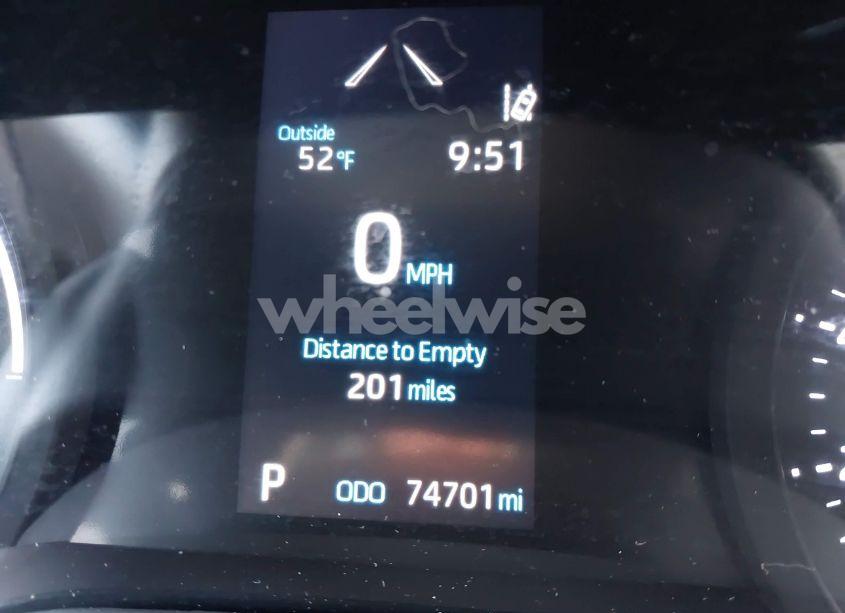 Outside
52°F 9:51
0 MPH
wheelwise
Distance to Empty
201 miles
P ODO 74701 mi